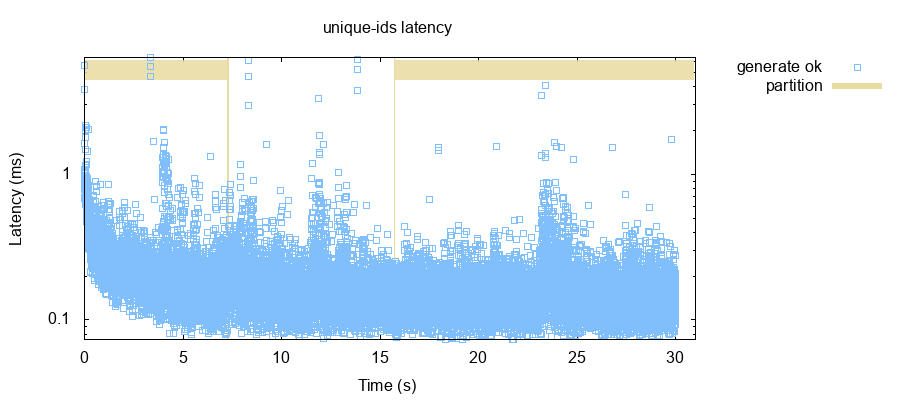 unique-ids latency
generate ok
partition
Latency (ms)
1
0.1
0
5
10
15
20
25
30
Time (s)